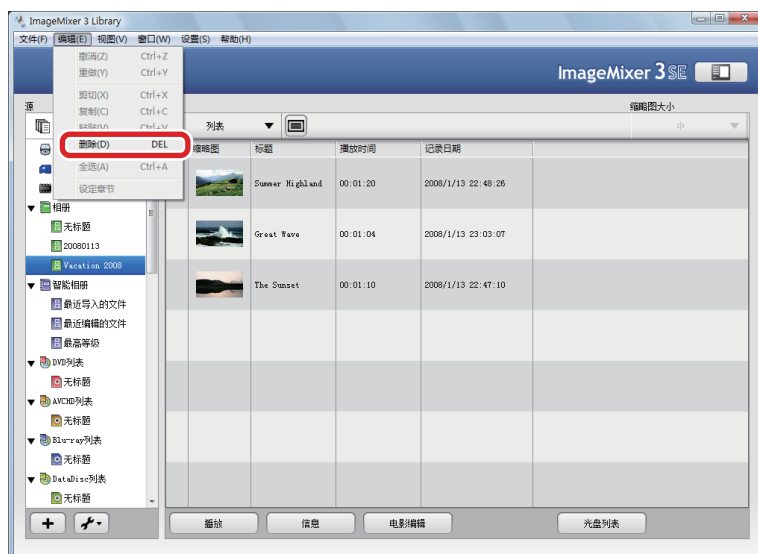 ImageMixer 3 Library
文件(F) 编辑(E) 视图(V) 窗口(W) 设置(S) 帮助(H)
撤消(Z) Ctrl+Z
重做(Y) Ctrl+Y
剪切(X) Ctrl+X
复制(C) Ctrl+C
粘贴(V) Ctrl+V
删除(D) DEL
全选(A) Ctrl+A
设定章节
ImageMixer 3 SE
源
缩略图大小
列表
中
缩略图 标题 播放时间 记录日期
Summer Highland 00:01:20 2008/1/13 22:48:26
Great Wave 00:01:04 2008/1/13 23:03:07
The Sunset 00:01:10 2008/1/13 22:47:10
相册
无标题
20080113
Vacation 2008
智能相册
最近导入的文件
最近编辑的文件
最高等级
DVD列表
无标题
AVCHD列表
无标题
Blu-ray列表
无标题
DataDisc列表
无标题
播放 信息 电影编辑 光盘列表